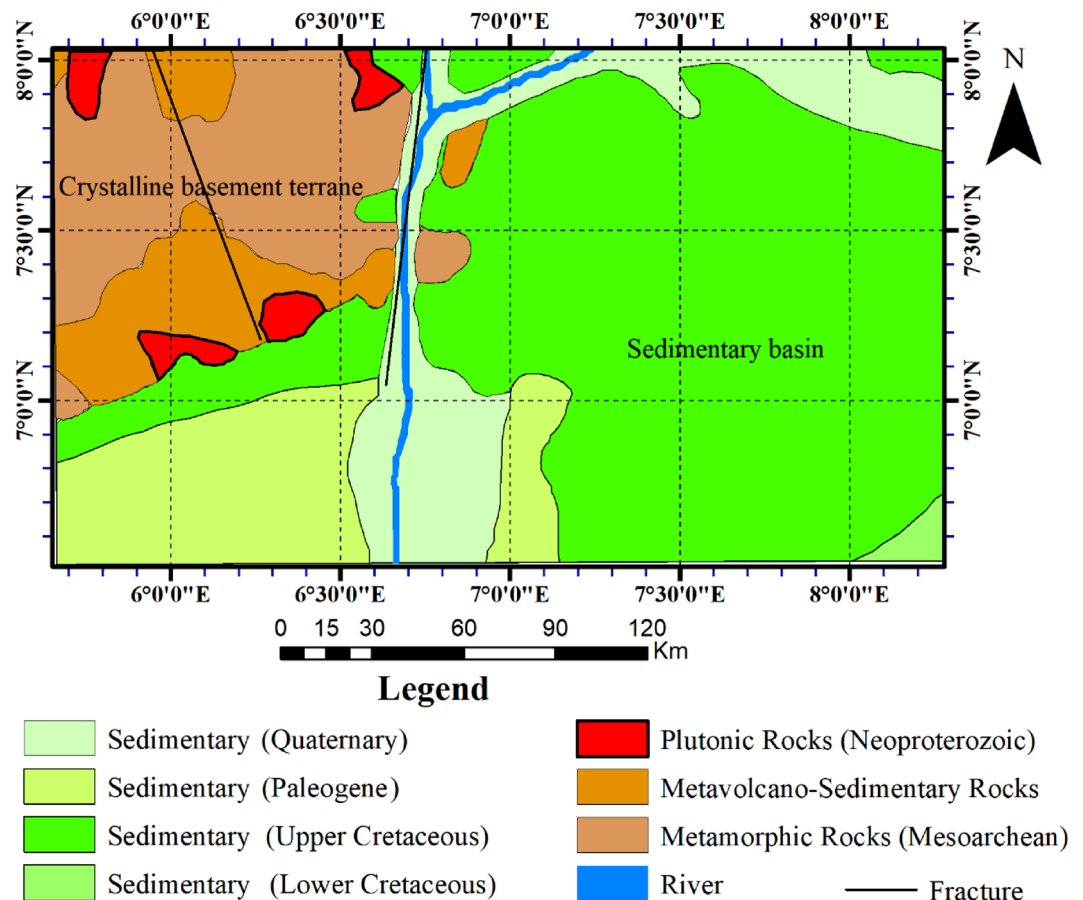 6°0'0"E 6°30'0"E 7°0'0"E 7°30'0"E 8°0'0"E
8°0'0"N 8°0'0"N
N
Crystalline basement terrane
7°30'0"N 7°30'0"N
Sedimentary basin
7°0'0"N 7°0'0"N
6°0'0"E 6°30'0"E 7°0'0"E 7°30'0"E 8°0'0"E
0 15 30 60 90 120
Km
Legend
Sedimentary (Quaternary)
Sedimentary (Paleogene)
Sedimentary (Upper Cretaceous)
Sedimentary (Lower Cretaceous)
Plutonic Rocks (Neoproterozoic)
Metavolcano-Sedimentary Rocks
Metamorphic Rocks (Mesoarchean)
River
Fracture